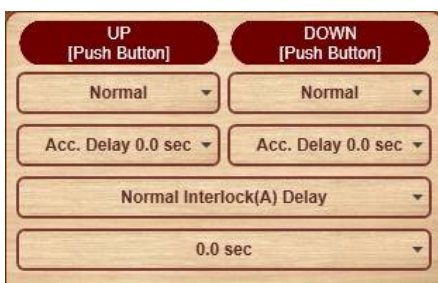 UP
[Push Button]
DOWN
[Push Button]
Normal
Normal
Acc. Delay 0.0 sec
Acc. Delay 0.0 sec
Normal Interlock(A) Delay
0.0 sec